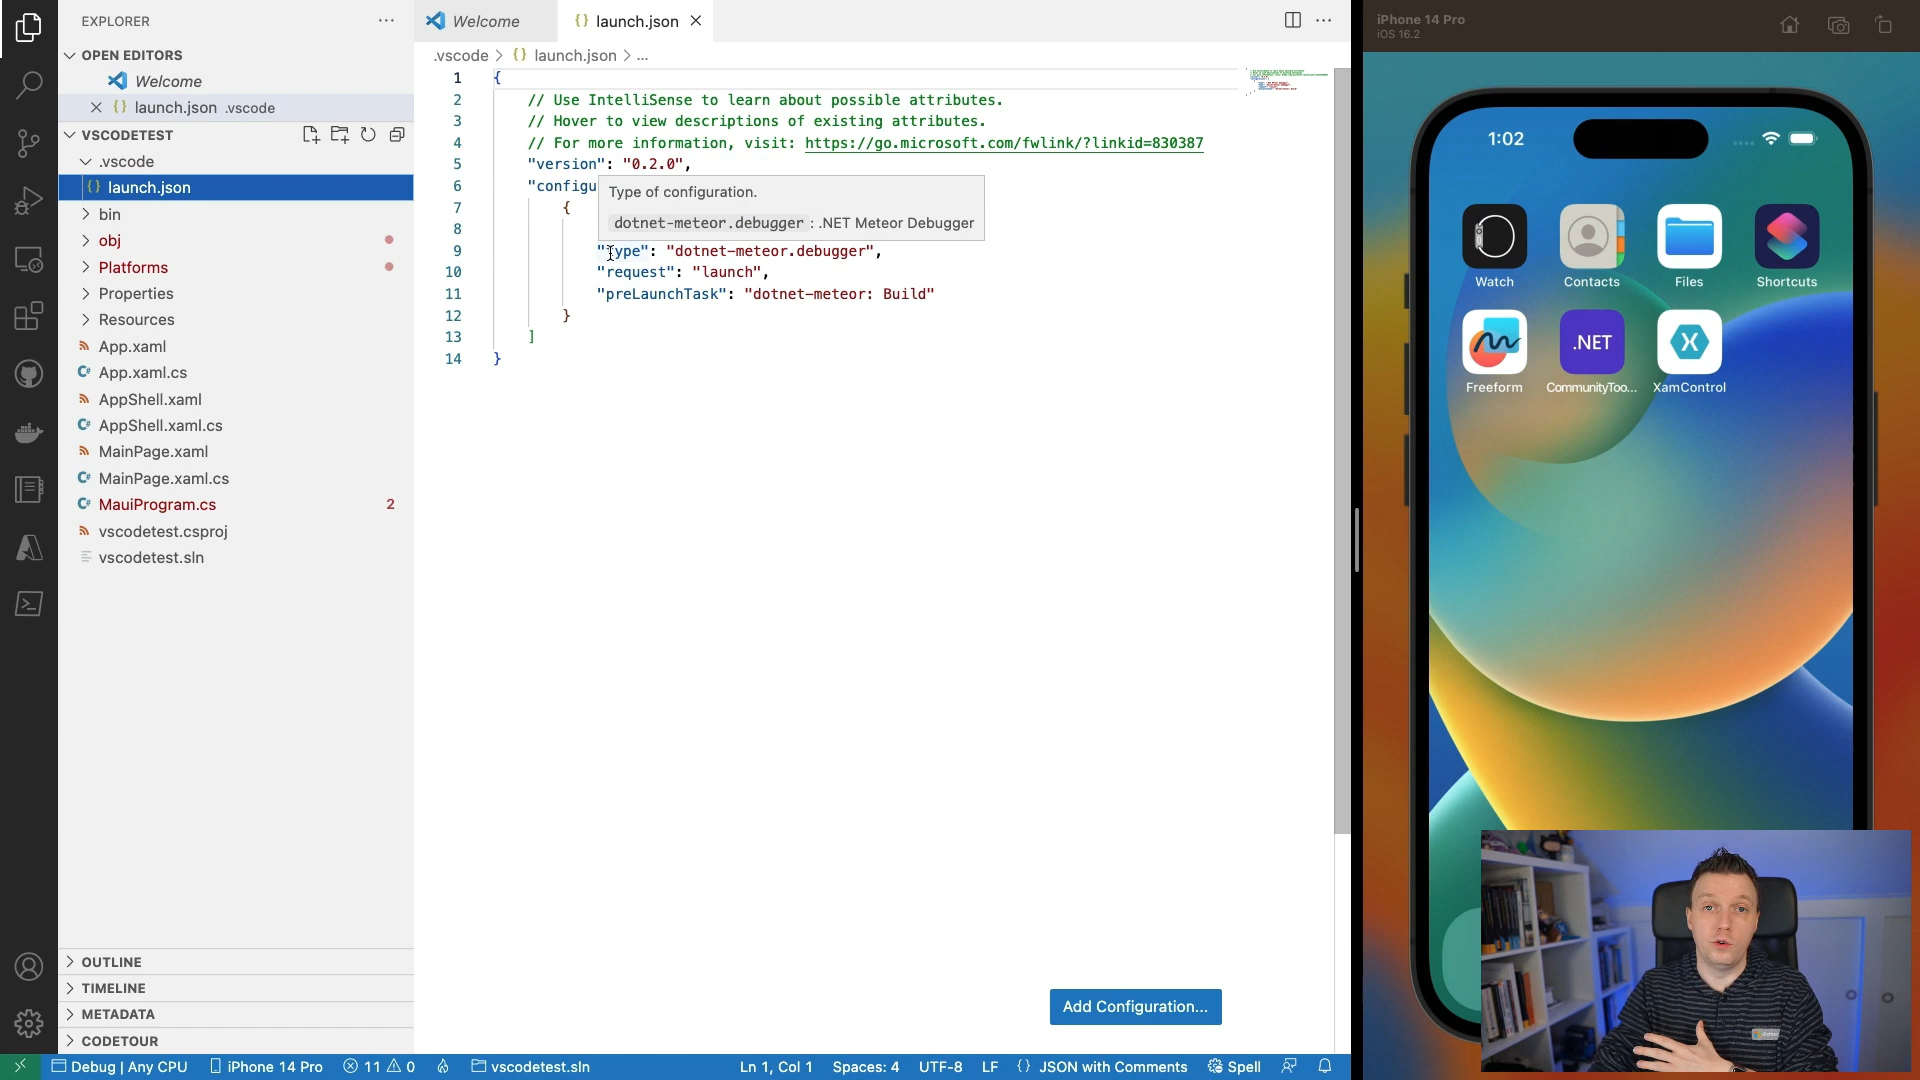 EXPLORER
OPEN EDITORS
Welcome
launch.json .vscode
VSCODETEST
.vscode
launch.json
bin
obj
Platforms
Properties
Resources
App.xaml
App.xaml.cs
AppShell.xaml
AppShell.xaml.cs
MainPage.xaml
MainPage.xaml.cs
MauiProgram.cs 2
vscodetest.csproj
vscodetest.sln
OUTLINE
TIMELINE
METADATA
CODETOUR
Welcome
launch.json
.vscode > launch.json > ...
1 {
2 // Use IntelliSense to learn about possible attributes.
3 // Hover to view descriptions of existing attributes.
4 // For more information, visit: https://go.microsoft.com/fwlink/?linkid=830387
5 "version": "0.2.0",
6 "configu
Type of configuration.
7 {
dotnet-meteor.debugger : .NET Meteor Debugger
8
9 "type": "dotnet-meteor.debugger",
10 "request": "launch",
11 "preLaunchTask": "dotnet-meteor: Build"
12 }
13 ]
14 }
Add Configuration...
Debug | Any CPU
iPhone 14 Pro
11 0
vscodetest.sln
Ln 1, Col 1
Spaces: 4
UTF-8
LF
{} JSON with Comments
Spell
iPhone 14 Pro
iOS 16.2
1:02
Watch
Contacts
Files
Shortcuts
.NET
Freeform
CommunityToo...
XamControl